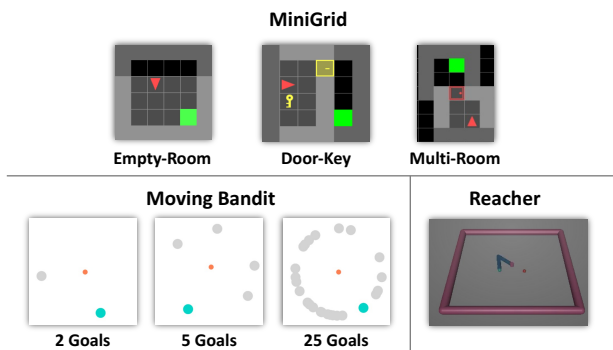 MiniGrid
Empty-Room
Door-Key
Multi-Room
Moving Bandit
Reacher
2 Goals
5 Goals
25 Goals